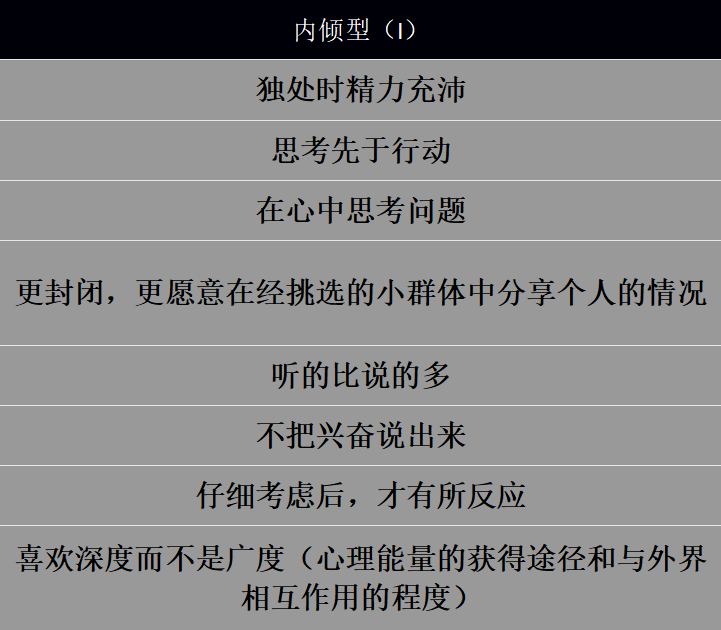 内倾型（I）
独处时精力充沛
思考先于行动
在心中思考问题
更封闭，更愿意在经挑选的小群体中分享个人的情况
听的比说的多
不把兴奋说出来
仔细考虑后，才有所反应
喜欢深度而不是广度（心理能量的获得途径和与外界
相互作用的程度）